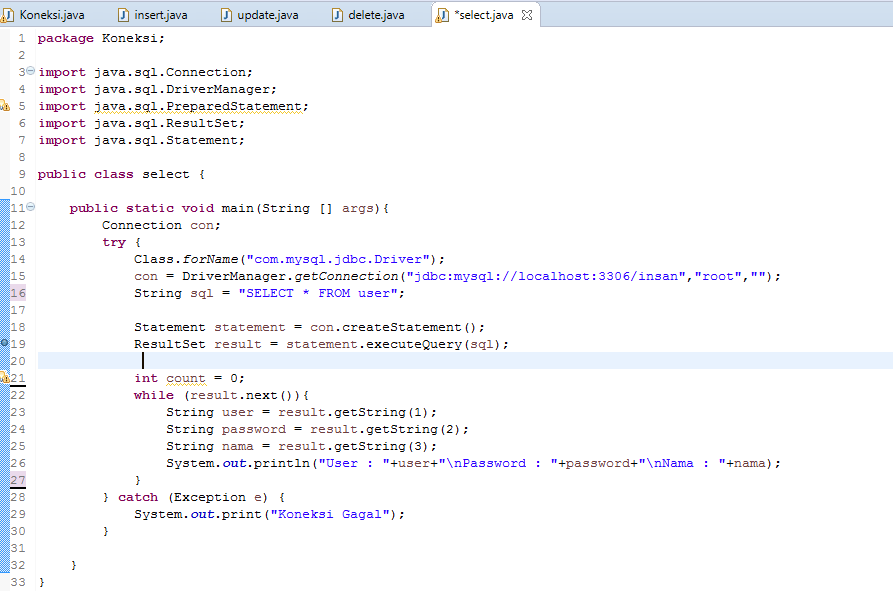 Koneksi.java insert.java update.java delete.java *select.java
1 package Koneksi;
2
3 import java.sql.Connection;
4 import java.sql.DriverManager;
5 import java.sql.PreparedStatement;
6 import java.sql.ResultSet;
7 import java.sql.Statement;
8
9 public class select {
10
11     public static void main(String [] args){
12         Connection con;
13         try {
14             Class.forName("com.mysql.jdbc.Driver");
15             con = DriverManager.getConnection("jdbc:mysql://localhost:3306/insan","root","");
16             String sql = "SELECT * FROM user";
17
18             Statement statement = con.createStatement();
19             ResultSet result = statement.executeQuery(sql);
20
21             int count = 0;
22             while (result.next()){
23                 String user = result.getString(1);
24                 String password = result.getString(2);
25                 String nama = result.getString(3);
26                 System.out.println("User : "+user+"\nPassword : "+password+"\nNama : "+nama);
27             }
28         } catch (Exception e) {
29             System.out.print("Koneksi Gagal");
30         }
31
32     }
33 }